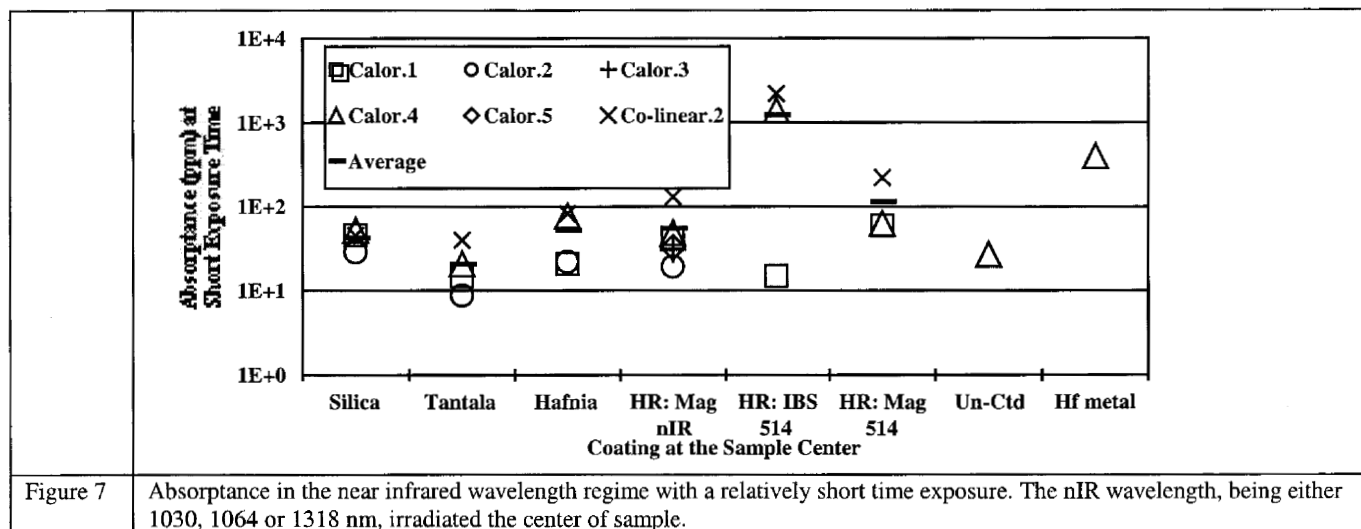 1E+4
1E+3
1E+2
1E+1
1E+0
Absorptance (ppm) at
Short Exposure Time
Calor.1 Calor.2 Calor.3
Calor.4 Calor.5 Co-linear.2
Average
Silica Tantala Hafnia HR: Mag HR: IBS HR: Mag Un-Ctd Hf metal
nIR 514 514
Coating at the Sample Center
Figure 7 Absorptance in the near infrared wavelength regime with a relatively short time exposure. The nIR wavelength, being either
1030, 1064 or 1318 nm, irradiated the center of sample.